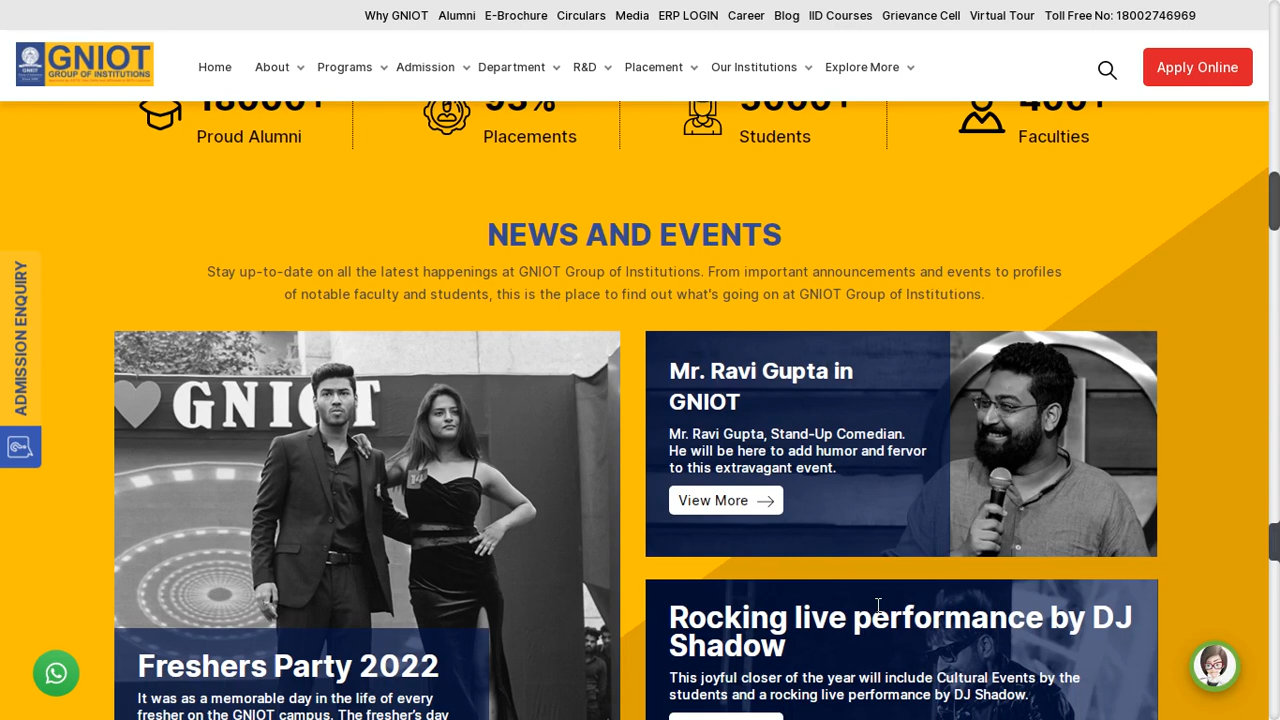 Why GNIOT Alumni E-Brochure Circulars Media ERP LOGIN Career Blog IID Courses Grievance Cell Virtual Tour Toll Free No: 18002746969
GNIOT
GROUP OF INSTITUTIONS
Home About Programs Admission Department R&D Placement Our Institutions Explore More Apply Online
18000+ 93% 5000+ 400+
Proud Alumni Placements Students Faculties
NEWS AND EVENTS
Stay up-to-date on all the latest happenings at GNIOT Group of Institutions. From important announcements and events to profiles
of notable faculty and students, this is the place to find out what's going on at GNIOT Group of Institutions.
ADMISSION ENQUIRY
GNIOT
Mr. Ravi Gupta in
GNIOT
Mr. Ravi Gupta, Stand-Up Comedian.
He will be here to add humor and fervor
to this extravagant event.
View More
Freshers Party 2022
It was as a memorable day in the life of every
fresher on the GNIOT campus. The fresher's day
Rocking live performance by DJ
Shadow
This joyful closer of the year will include Cultural Events by the
students and a rocking live performance by DJ Shadow.